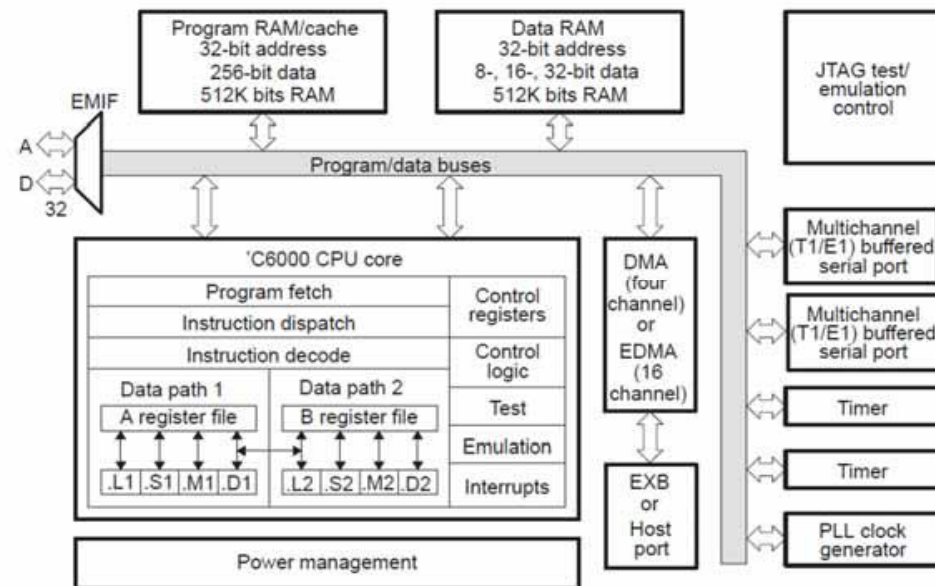 Program RAM/cache
32-bit address
256-bit data
512K bits RAM
Data RAM
32-bit address
8-, 16-, 32-bit data
512K bits RAM
JTAG test/
emulation
control
EMIF
A
D
32
Program/data buses
'C6000 CPU core
Program fetch
Instruction dispatch
Instruction decode
Control
registers
Control
logic
Test
Emulation
Interrupts
Data path 1
A register file
.L1 .S1 .M1 .D1
Data path 2
B register file
.L2 .S2 .M2 .D2
DMA
(four
channel)
or
EDMA
(16
channel)
EXB
or
Host
port
Multichannel
(T1/E1) buffered
serial port
Multichannel
(T1/E1) buffered
serial port
Timer
Timer
PLL clock
generator
Power management